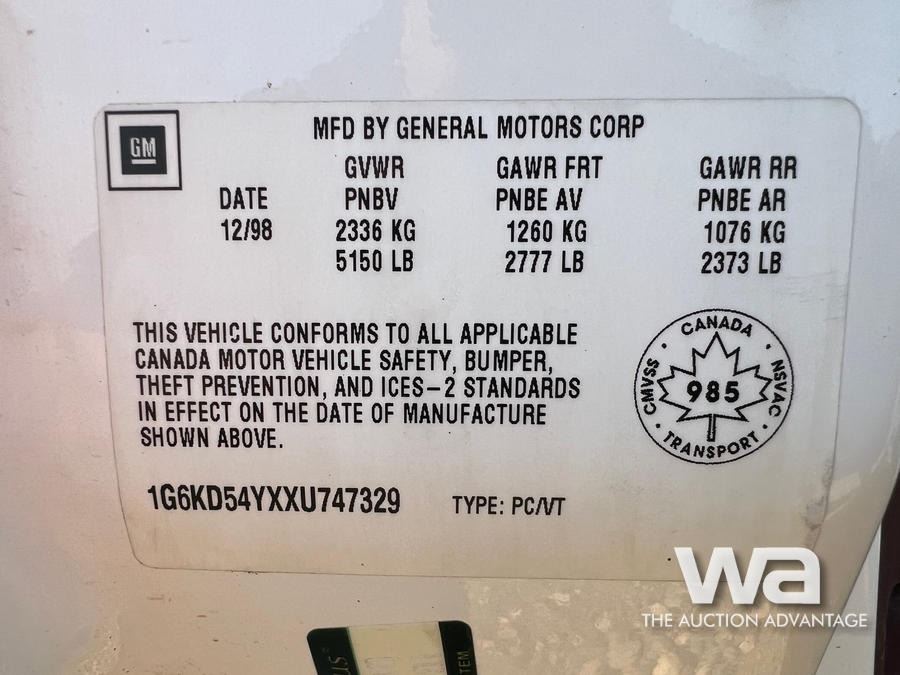 GM
MFD BY GENERAL MOTORS CORP
GVWR GAWR FRT GAWR RR
DATE PNBV PNBE AV PNBE AR
12/98 2336 KG 1260 KG 1076 KG
5150 LB 2777 LB 2373 LB
THIS VEHICLE CONFORMS TO ALL APPLICABLE
CANADA MOTOR VEHICLE SAFETY, BUMPER,
THEFT PREVENTION, AND ICES-2 STANDARDS
IN EFFECT ON THE DATE OF MANUFACTURE
SHOWN ABOVE.
CANADA
CMVSS 985 NSVAC
TRANSPORT
1G6KD54YXXU747329 TYPE: PC/VT
wa
THE AUCTION ADVANTAGE